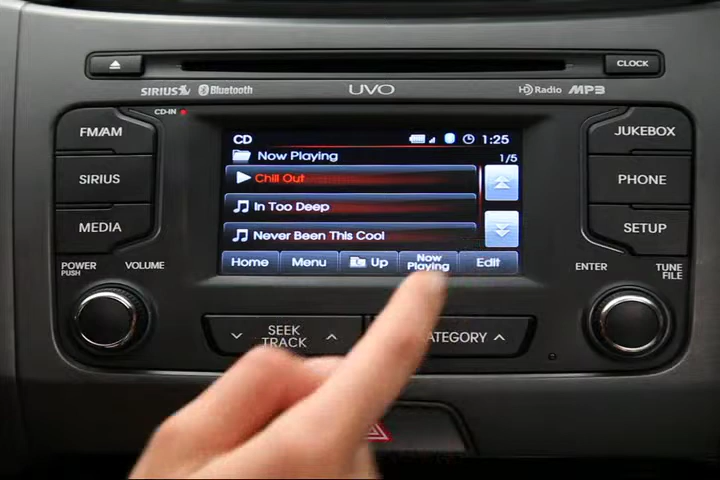 CLOCK
SIRIUS Bluetooth UVO HD Radio MP3
CD-IN
FM/AM
SIRIUS
MEDIA
POWER
PUSH
VOLUME
CD 1:25
Now Playing 1/5
Chill Out
In Too Deep
Never Been This Cool
Home Menu Up Now Playing Edit
JUKEBOX
PHONE
SETUP
ENTER
TUNE
FILE
SEEK
TRACK